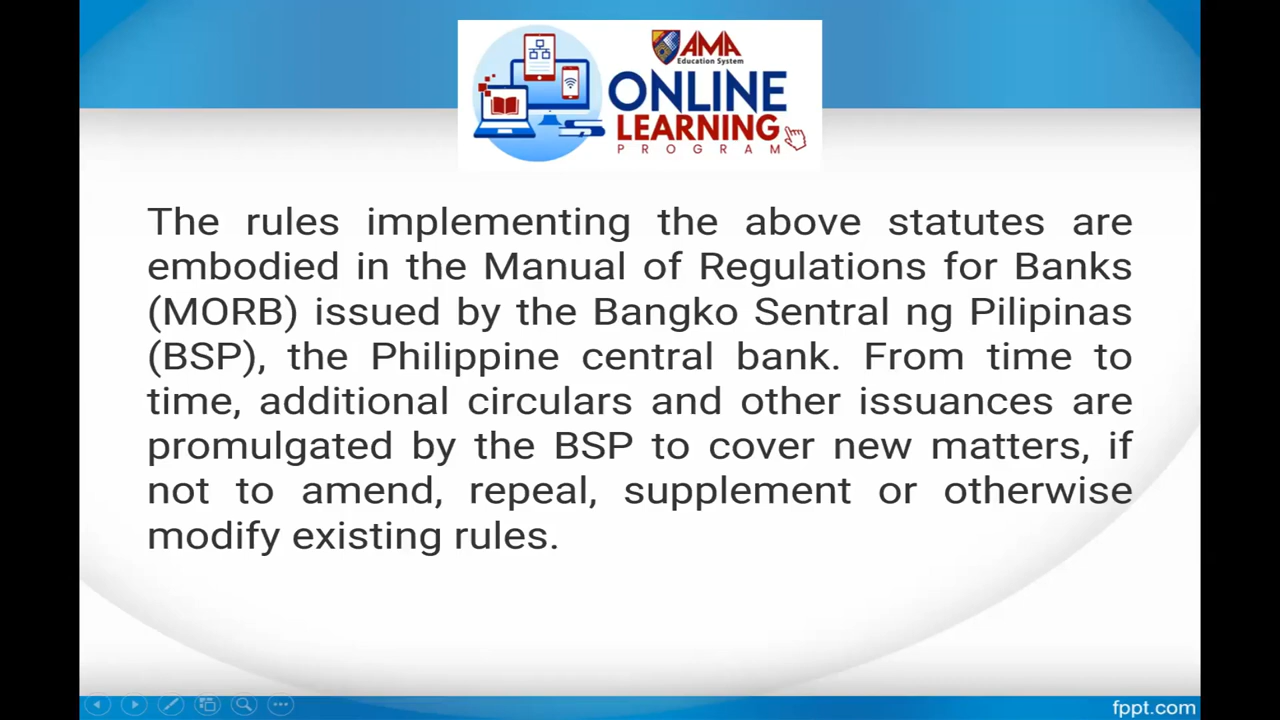 AMA
Education System
ONLINE
LEARNING
PROGRAM
The rules implementing the above statutes are
embodied in the Manual of Regulations for Banks
(MORB) issued by the Bangko Sentral ng Pilipinas
(BSP), the Philippine central bank. From time to
time, additional circulars and other issuances are
promulgated by the BSP to cover new matters, if
not to amend, repeal, supplement or otherwise
modify existing rules.
fppt.com